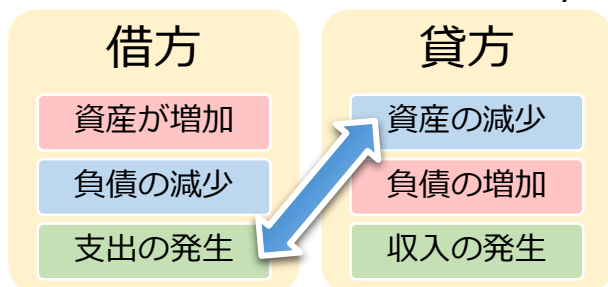 借方
貸方
資産が増加
資産の減少
負債の減少
負債の増加
支出の発生
収入の発生